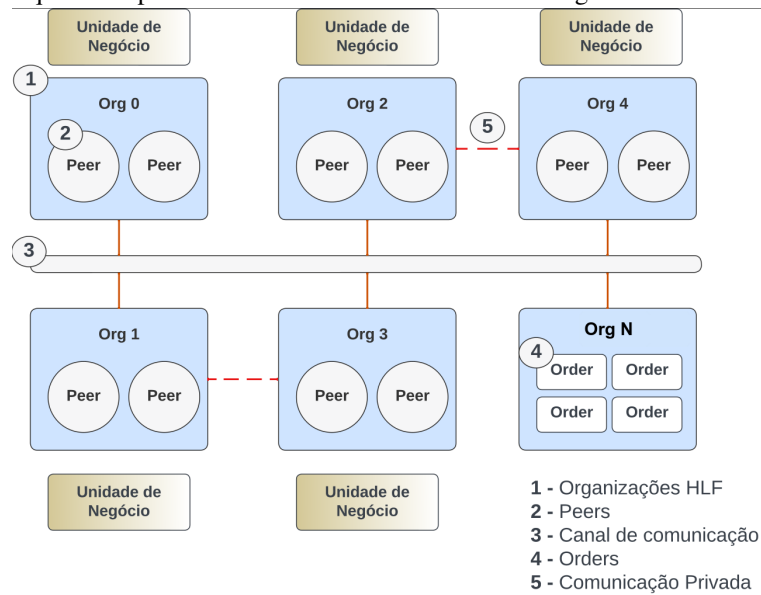 Unidade de
Negócio
Unidade de
Negócio
Unidade de
Negócio
1
Org 0
2
Peer
Peer
Org 2
Peer
Peer
5
Org 4
Peer
Peer
3
Org 1
Peer
Peer
Org 3
Peer
Peer
Org N
4
Order
Order
Order
Order
Unidade de
Negócio
Unidade de
Negócio
1 - Organizações HLF
2 - Peers
3 - Canal de comunicação
4 - Orders
5 - Comunicação Privada